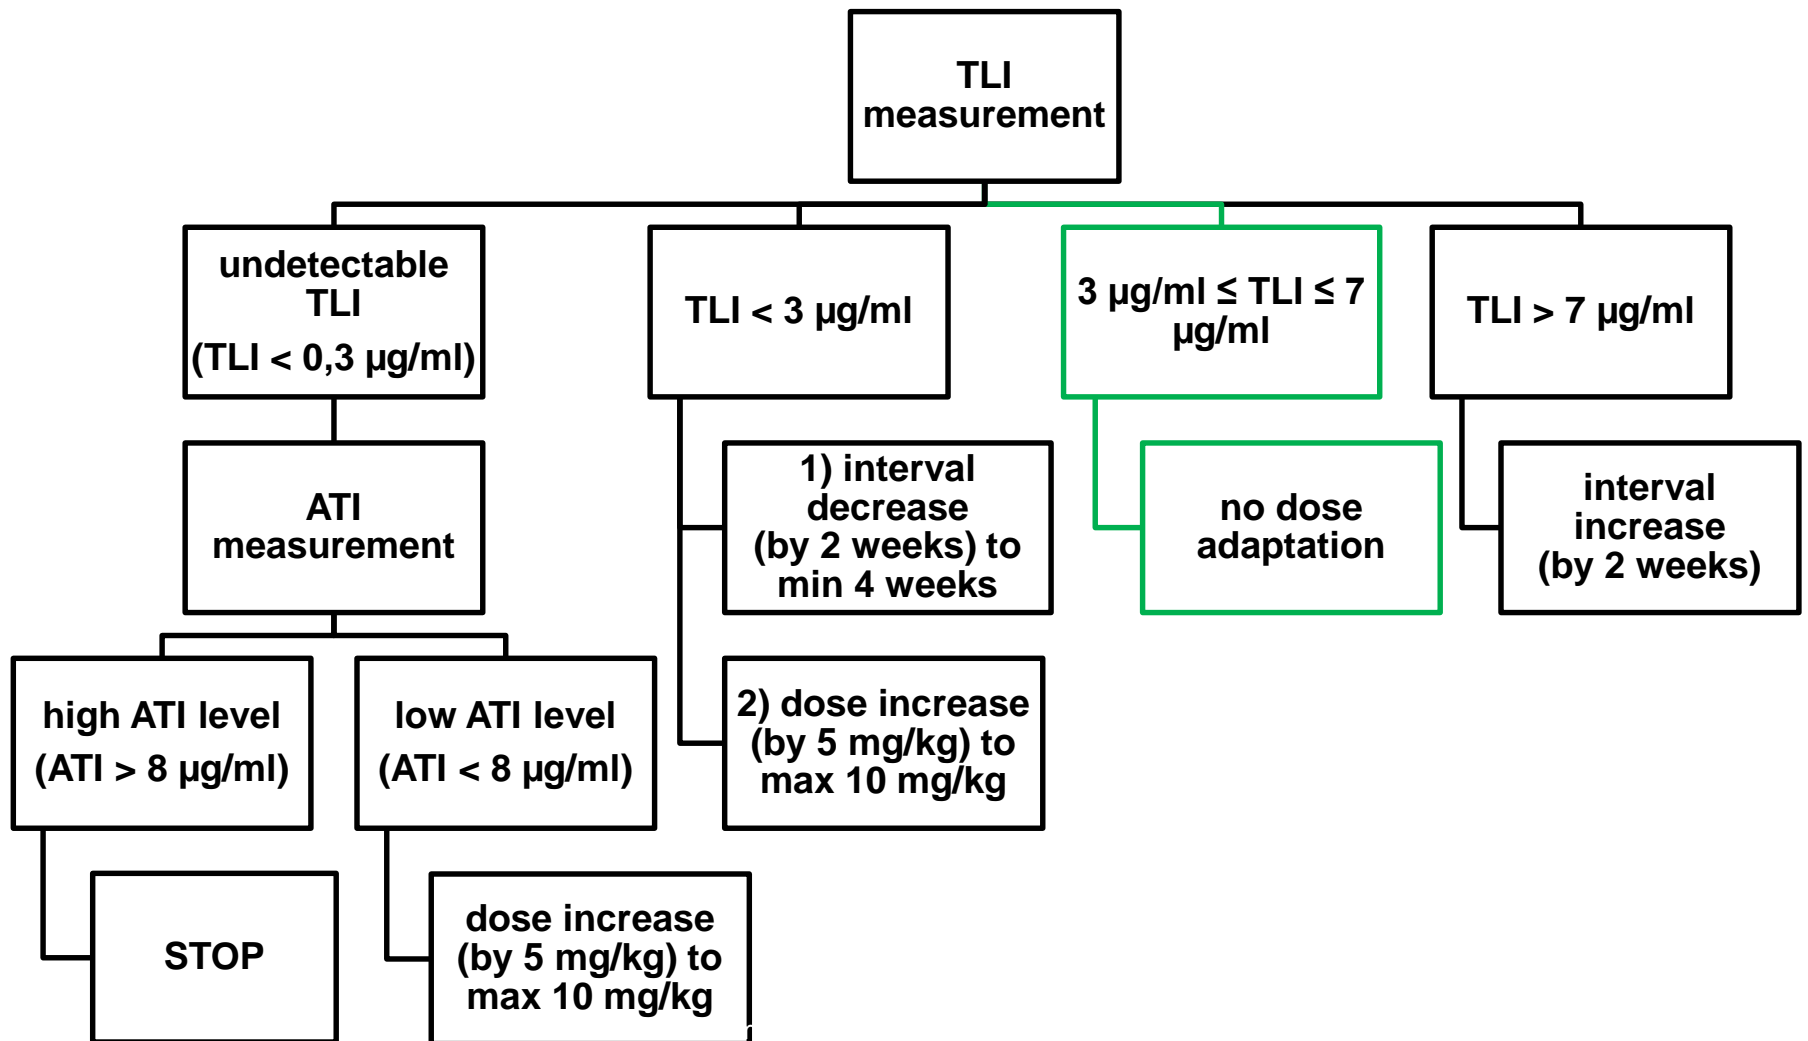 TLI
measurement
undetectable
TLI
(TLI < 0,3 µg/ml)
TLI < 3 µg/ml
3 µg/ml ≤ TLI ≤ 7
µg/ml
TLI > 7 µg/ml
ATI
measurement
1) interval
decrease
(by 2 weeks) to
min 4 weeks
no dose
adaptation
interval
increase
(by 2 weeks)
high ATI level
(ATI > 8 µg/ml)
low ATI level
(ATI < 8 µg/ml)
2) dose increase
(by 5 mg/kg) to
max 10 mg/kg
STOP
dose increase
(by 5 mg/kg) to
max 10 mg/kg